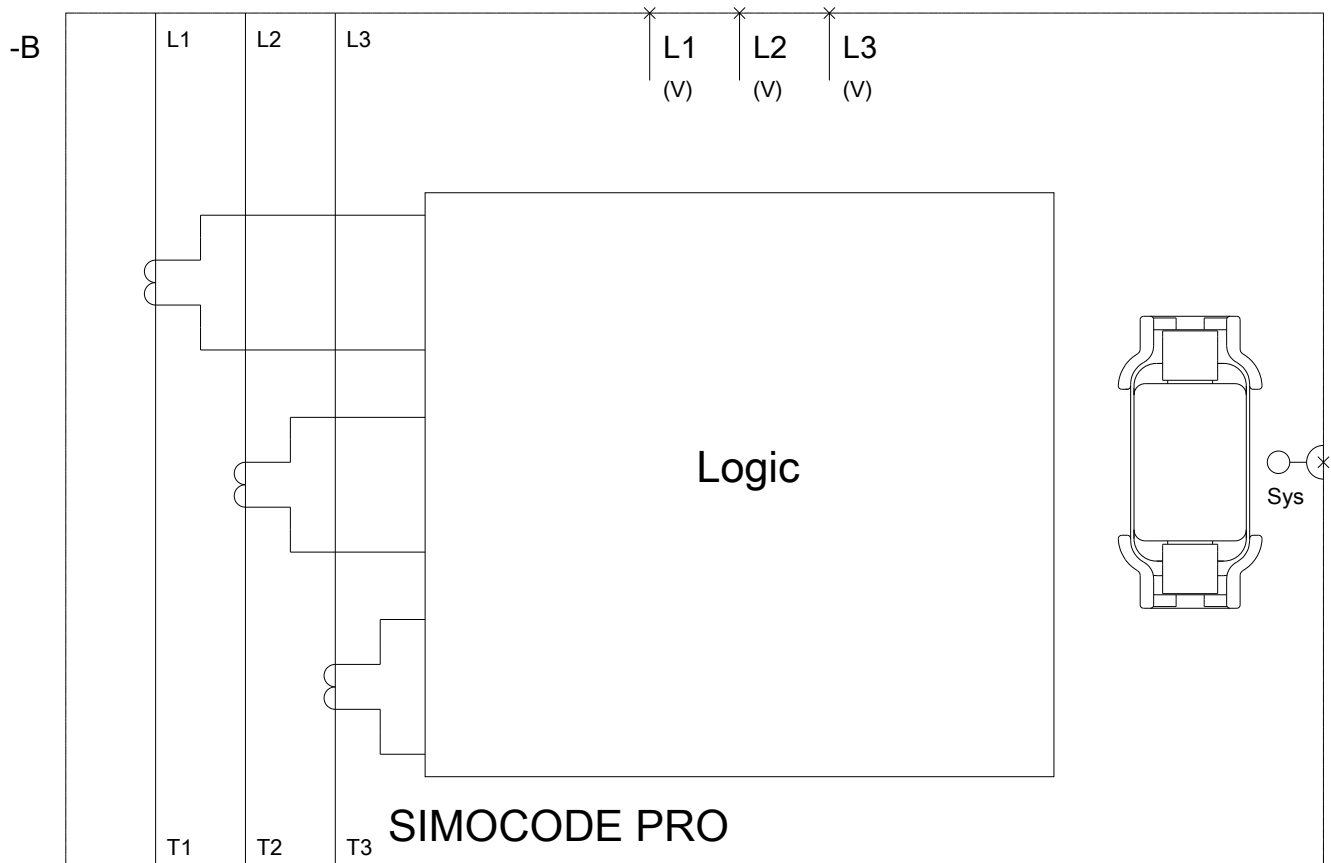 -B
L1
L2
L3
L1
L2
L3
(V)
(V)
(V)
Logic
Sys
SIMOCODE PRO
T1
T2
T3